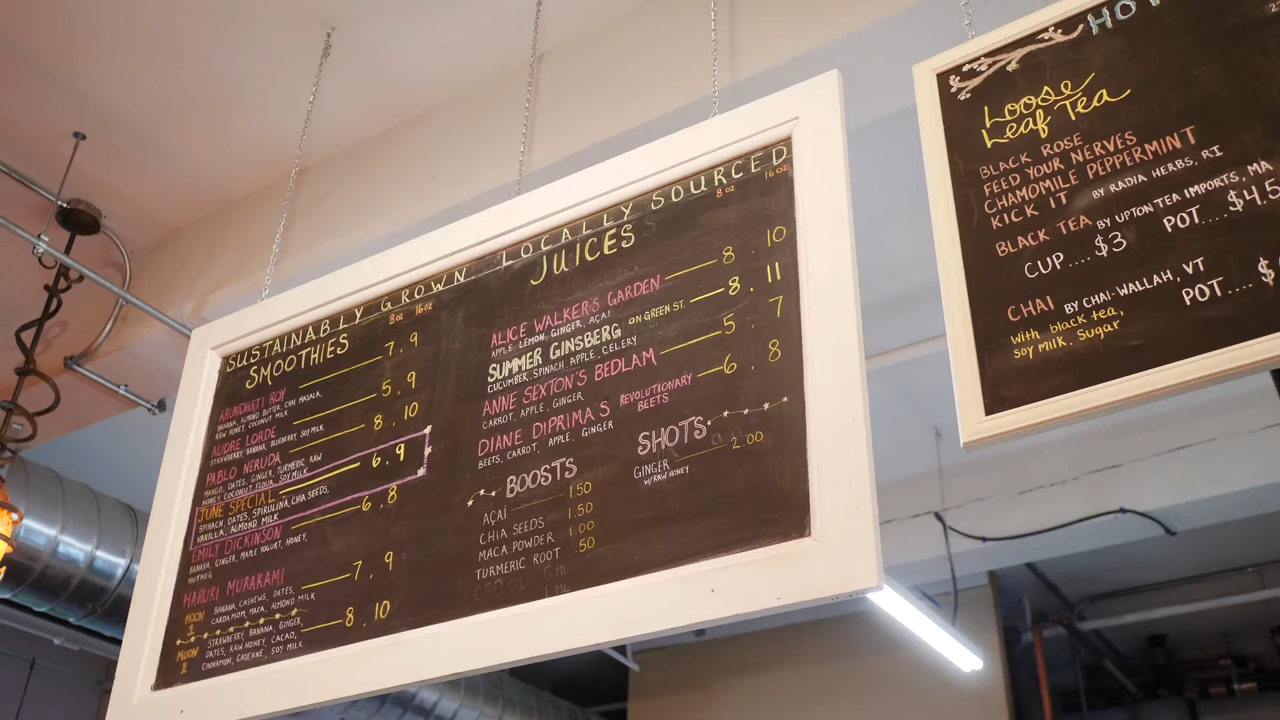 SUSTAINABLY GROWN LOCALLY SOURCED
SMOOTHIES
8oz 16oz
ARUNDHATI ROY 7, 9
BANANA, ALMOND BUTTER, CHAI MASALA,
RAW HONEY, COCONUT MILK
AUDRE LORDE 5, 9
STRAWBERRY, BANANA, BLUEBERRY, SOY MILK
PABLO NERUDA 8, 10
MANGO, DATES, GINGER, TURMERIC, RAW
HONEY, COCONUT FLOUR, SOY MILK
JUNE SPECIAL 6, 9
SPINACH, DATES, SPIRULINA, CHIA SEEDS,
VANILLA, ALMOND MILK
EMILY DICKINSON 6, 8
BANANA, GINGER, MAPLE YOGURT, HONEY,
NUTMEG
HARUKI MURAKAMI
MOON 1 BANANA, CASHEWS, DATES, 7, 9
CARDAMOM, MACA, ALMOND MILK
MOON 2 STRAWBERRY, BANANA, GINGER, 8, 10
DATES, RAW HONEY, CACAO,
CINNAMON, CAYENNE, SOY MILK
JUICES
8oz 16oz
ALICE WALKER'S GARDEN 8, 10
APPLE, LEMON, GINGER, AÇAI
SUMMER GINSBERG ON GREEN ST. 8, 11
CUCUMBER, SPINACH, APPLE, CELERY
ANNE SEXTON'S BEDLAM 5, 7
CARROT, APPLE, GINGER
DIANE DIPRIMA'S REVOLUTIONARY BEETS 6, 8
BEETS, CARROT, APPLE, GINGER
BOOSTS
AÇAI 1.50
CHIA SEEDS 1.50
MACA POWDER 1.00
TURMERIC ROOT .50
CBD OIL 5 ML
1 ML
SHOTS
GINGER 2.00
W/RAW HONEY
Loose
Leaf Tea
BLACK ROSE
FEED YOUR NERVES
CHAMOMILE PEPPERMINT
KICK IT BY RADIA HERBS, RI
BLACK TEA BY UPTON TEA IMPORTS, MA
CUP....$3 POT....$4.5
CHAI BY CHAI-WALLAH, VT
With black tea, POT....$
soy milk, Sugar